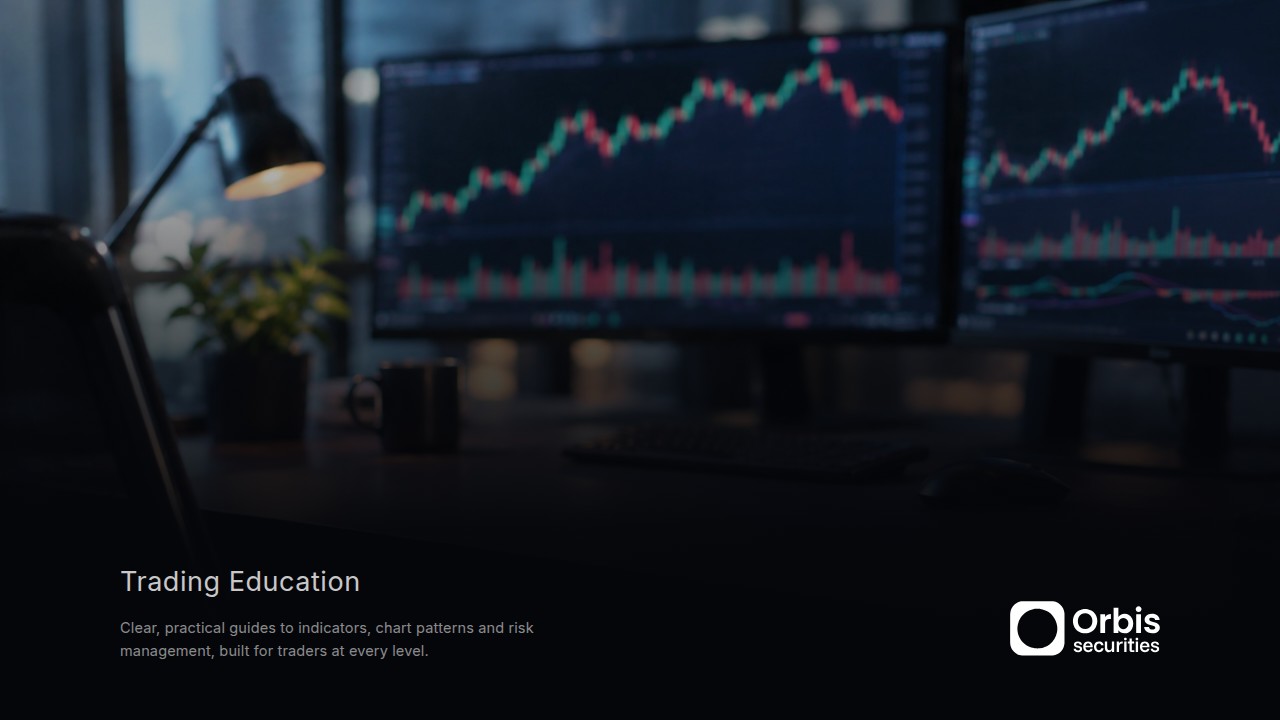 Trading Education
Clear, practical guides to indicators, chart patterns and risk
management, built for traders at every level.
Orbis
securities